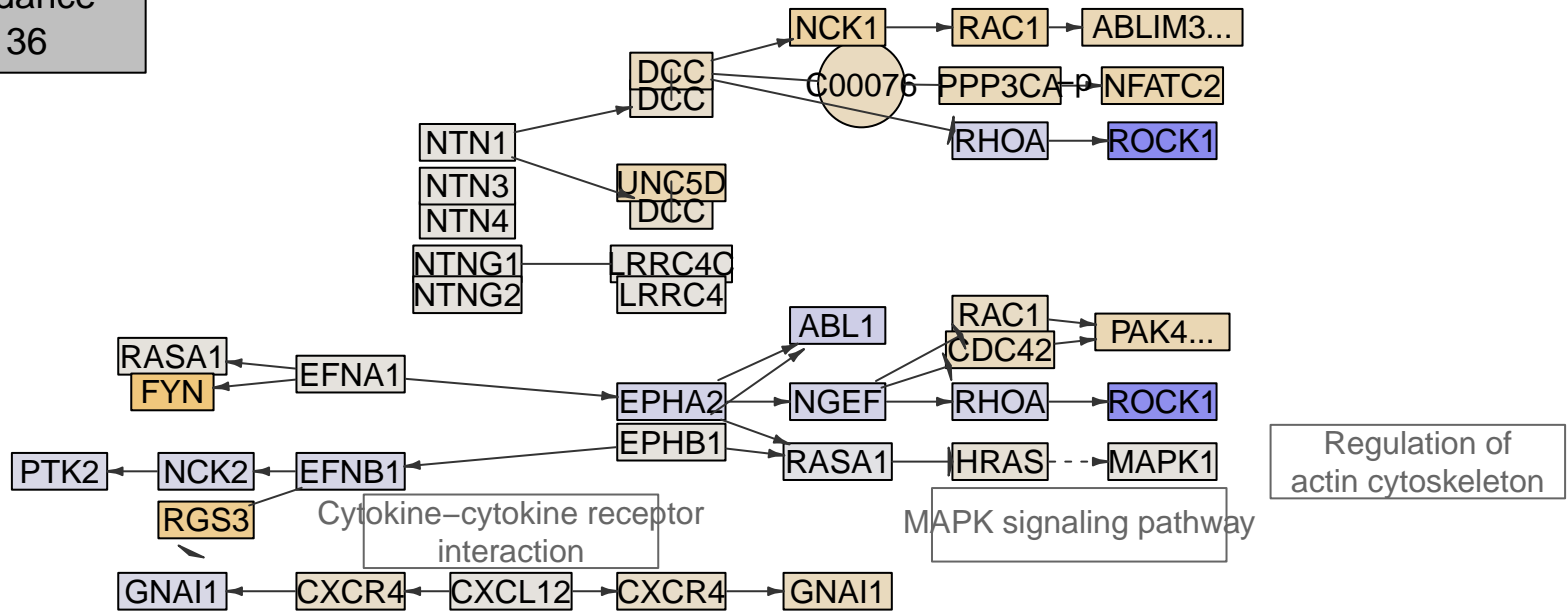 dance
36
NCK1
RAC1
ABLIM3...
DCC
DCC
C00076
PPP3CA
+p
NFATC2
NTN1
RHOA
ROCK1
NTN3
UNC5D
NTN4
DCC
NTNG1
LRRC4C
NTNG2
LRRC4
RAC1
ABL1
PAK4...
RASA1
CDC42
EFNA1
FYN
EPHA2
NGEF
RHOA
ROCK1
EPHB1
RASA1
HRAS
MAPK1
Regulation of
actin cytoskeleton
PTK2
NCK2
EFNB1
RGS3
Cytokine−cytokine receptor
interaction
MAPK signaling pathway
GNAI1
CXCR4
CXCL12
CXCR4
GNAI1